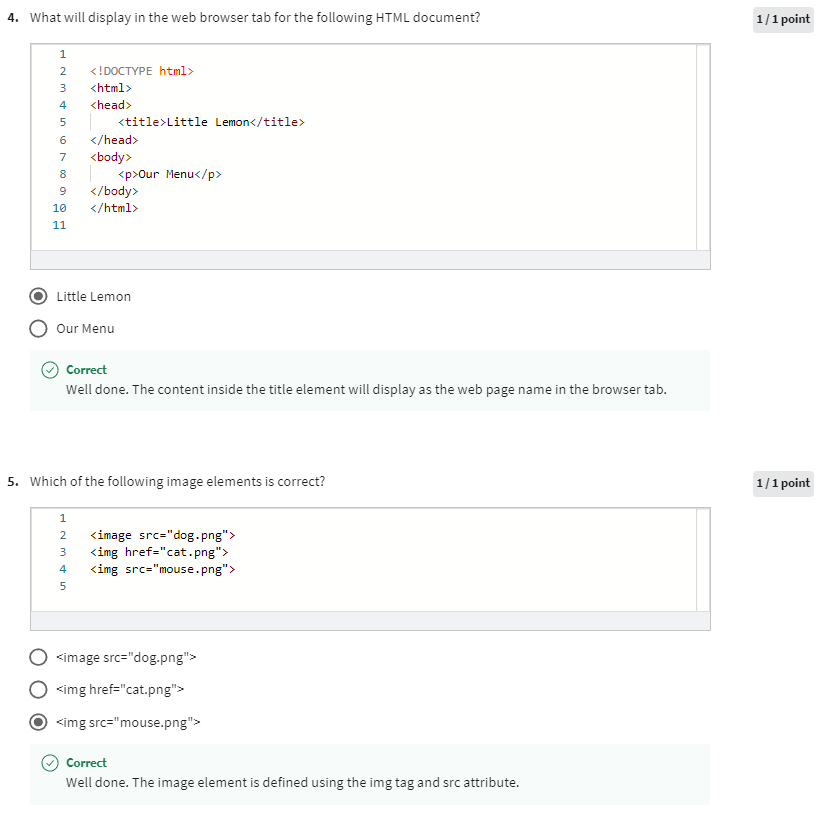 4. What will display in the web browser tab for the following HTML document?
1 / 1 point
1
2 <!DOCTYPE html>
3 <html>
4 <head>
5 <title>Little Lemon</title>
6 </head>
7 <body>
8 <p>Our Menu</p>
9 </body>
10 </html>
11
Little Lemon
Our Menu
Correct
Well done. The content inside the title element will display as the web page name in the browser tab.
5. Which of the following image elements is correct?
1 / 1 point
1
2 <image src="dog.png">
3 <img href="cat.png">
4 <img src="mouse.png">
5
<image src="dog.png">
<img href="cat.png">
<img src="mouse.png">
Correct
Well done. The image element is defined using the img tag and src attribute.